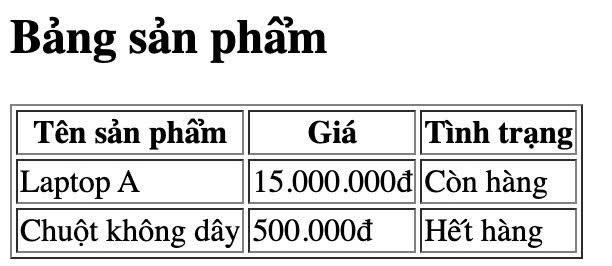 Bảng sản phẩm
Tên sản phẩm Giá Tình trạng
Laptop A 15.000.000đ Còn hàng
Chuột không dây 500.000đ Hết hàng